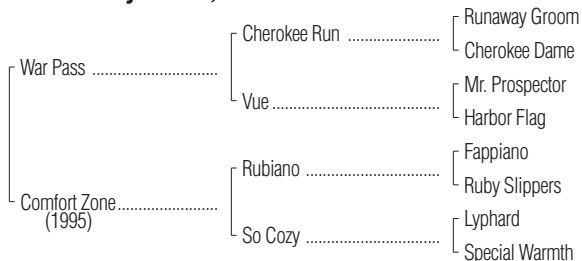 Runaway Groom
Cherokee Run ....................
Cherokee Dame
War Pass ...........................
Mr. Prospector
Vue ..............................
Harbor Flag
Fappiano
Rubiano ..........................
Ruby Slippers
Comfort Zone .....................
(1995)
Lyphard
So Cozy ..........................
Special Warmth